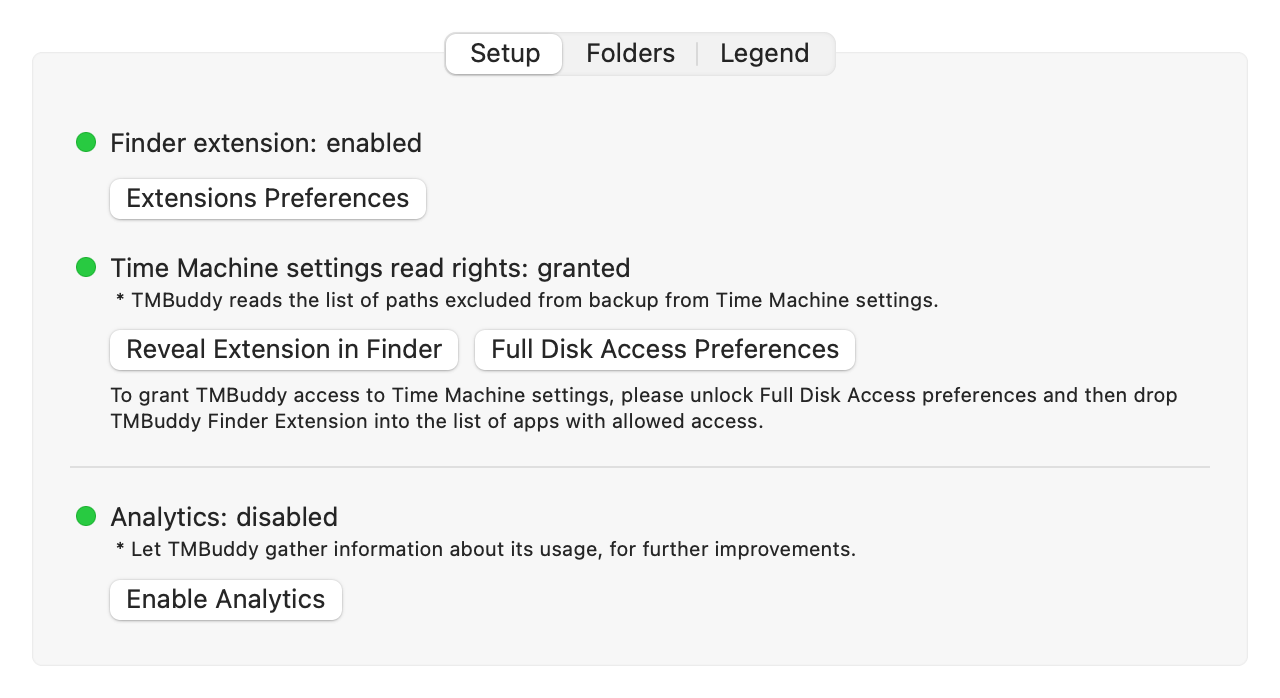 Setup Folders Legend
Finder extension: enabled
Extensions Preferences
Time Machine settings read rights: granted
* TMBuddy reads the list of paths excluded from backup from Time Machine settings.
Reveal Extension in Finder Full Disk Access Preferences
To grant TMBuddy access to Time Machine settings, please unlock Full Disk Access preferences and then drop
TMBuddy Finder Extension into the list of apps with allowed access.
Analytics: disabled
* Let TMBuddy gather information about its usage, for further improvements.
Enable Analytics